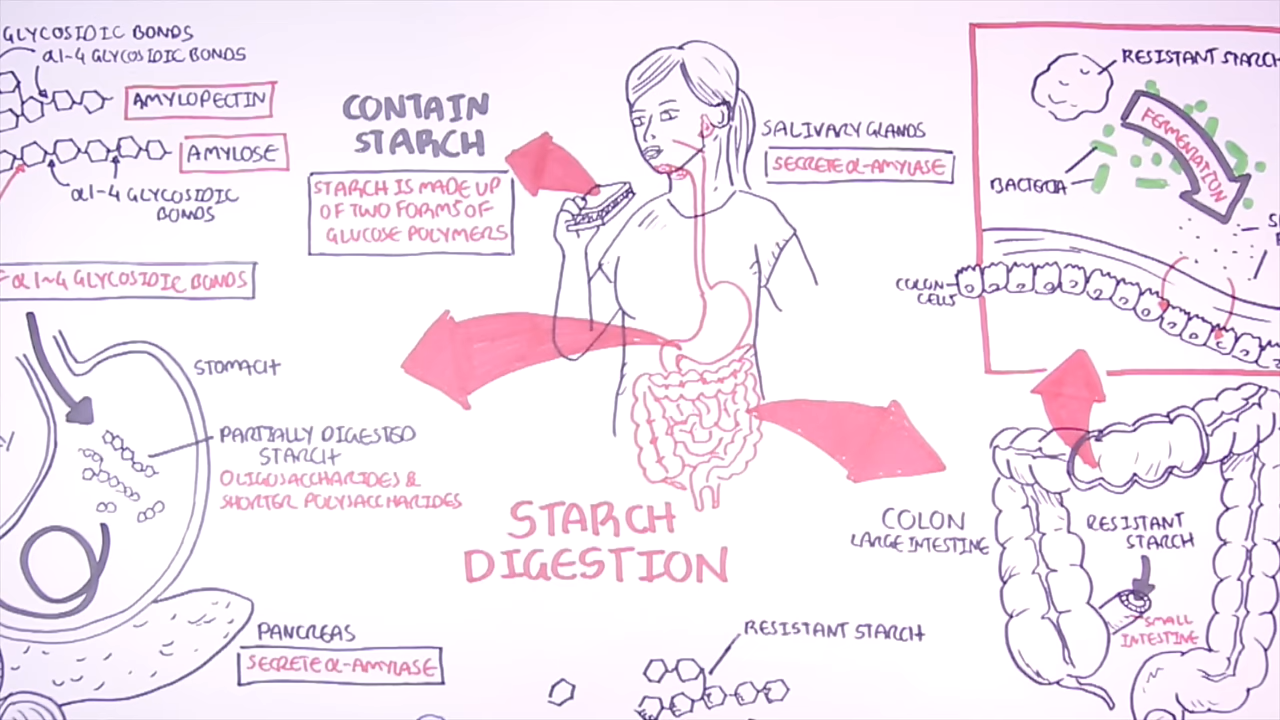 GLYCOSIDIC BONDS
α1-4 GLYCOSIDIC BONDS
AMYLOPECTIN
AMYLOSE
α1-4 GLYCOSIDIC
BONDS
α1-4 GLYCOSIDIC BONDS
CONTAIN
STARCH
STARCH IS MADE UP
OF TWO FORMS OF
GLUCOSE POLYMERS
SALIVARY GLANDS
SECRETE α-AMYLASE
RESISTANT STARCH
FERMENTATION
BACTERIA
COLON
CELLS
STOMACH
PARTIALLY DIGESTED
STARCH
OLIGOSACCHARIDES &
SHORTER POLYSACCHARIDES
STARCH
DIGESTION
COLON
LARGE INTESTINE
RESISTANT
STARCH
SMALL
INTESTINE
PANCREAS
SECRETE α-AMYLASE
RESISTANT STARCH